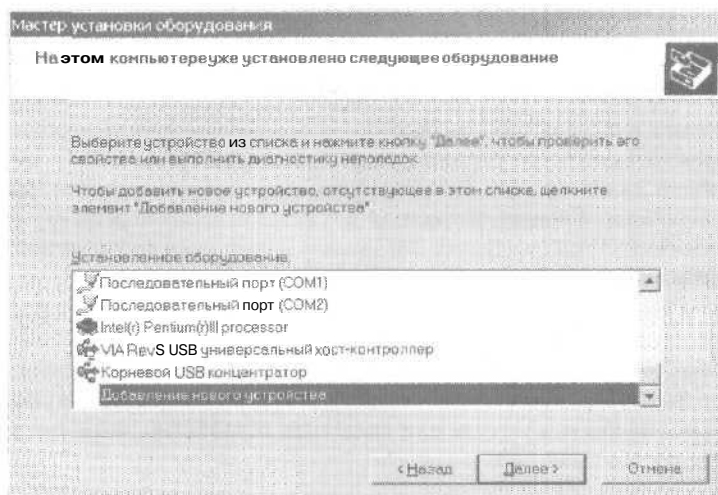 Мастер установки оборудования
На этом компьютере уже установлено следующее оборудование
Выберите устройство из списка и нажмите кнопку "Далее", чтобы проверить его
свойства или выполнить диагностику неполадок.
Чтобы добавить новое устройство, отсутствующее в этом списке, щелкните
элемент "Добавление нового устройства"
Установленное оборудование:
Последовательный порт (COM1)
Последовательный порт (COM2)
Intel(r) Pentium(r)III processor
VIA RevS USB универсальный хост-контроллер
Корневой USB концентратор
Добавление нового устройства
< Назад
Далее >
Отмена